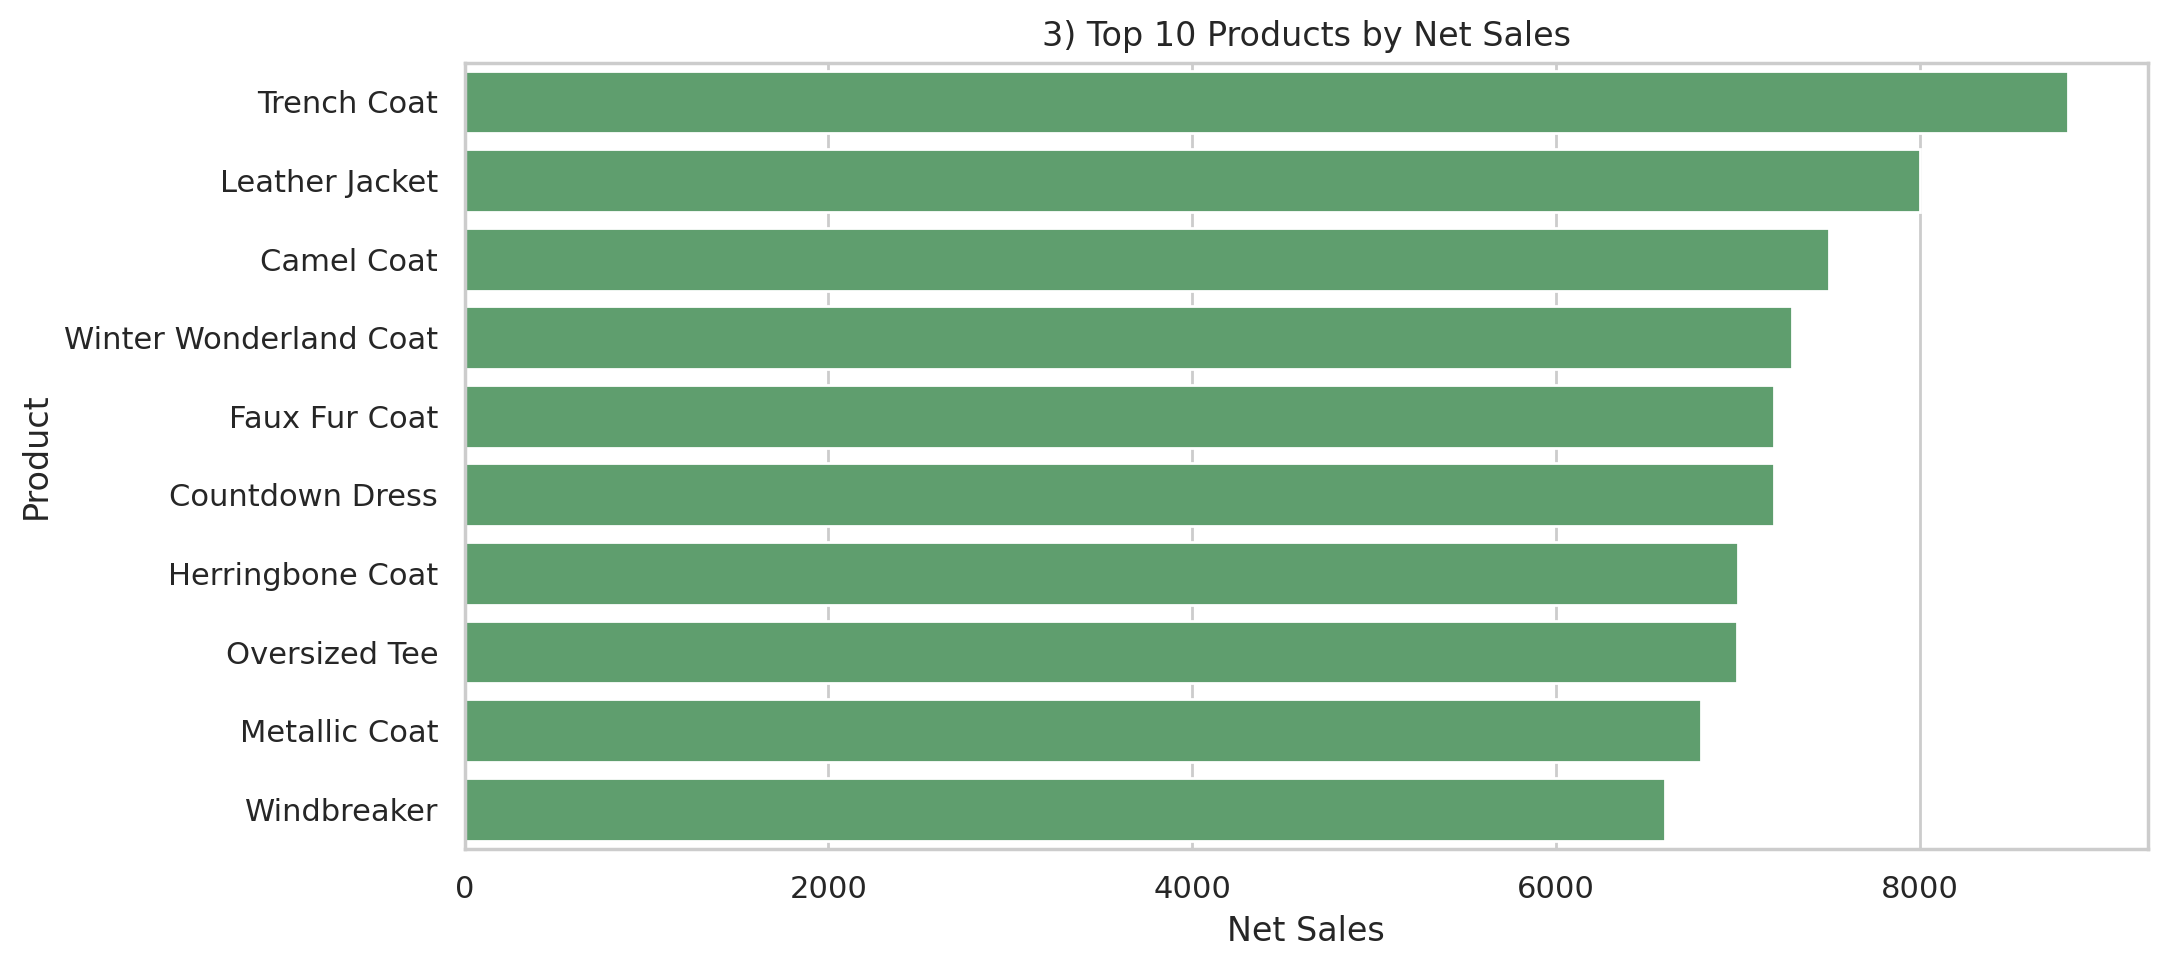 3) Top 10 Products by Net Sales
Product
Trench Coat
Leather Jacket
Camel Coat
Winter Wonderland Coat
Faux Fur Coat
Countdown Dress
Herringbone Coat
Oversized Tee
Metallic Coat
Windbreaker
0 2000 4000 6000 8000
Net Sales